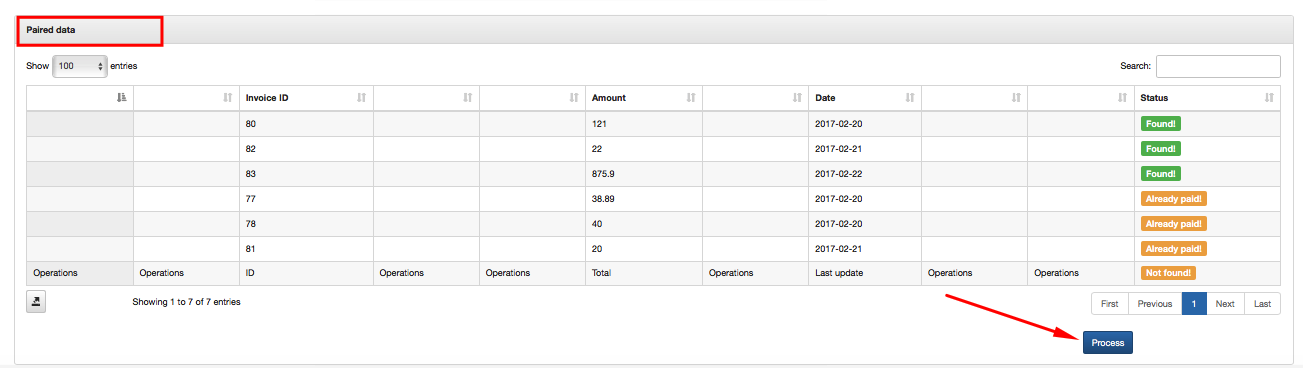 Paired data
Show 100 entries Search:
Invoice ID Amount Date Status
80 121 2017-02-20 Found!
82 22 2017-02-21 Found!
83 875.9 2017-02-22 Found!
77 38.89 2017-02-20 Already paid!
78 40 2017-02-20 Already paid!
81 20 2017-02-21 Already paid!
Operations Operations ID Operations Operations Total Operations Last update Operations Operations Not found!
Showing 1 to 7 of 7 entries First Previous 1 Next Last
Process